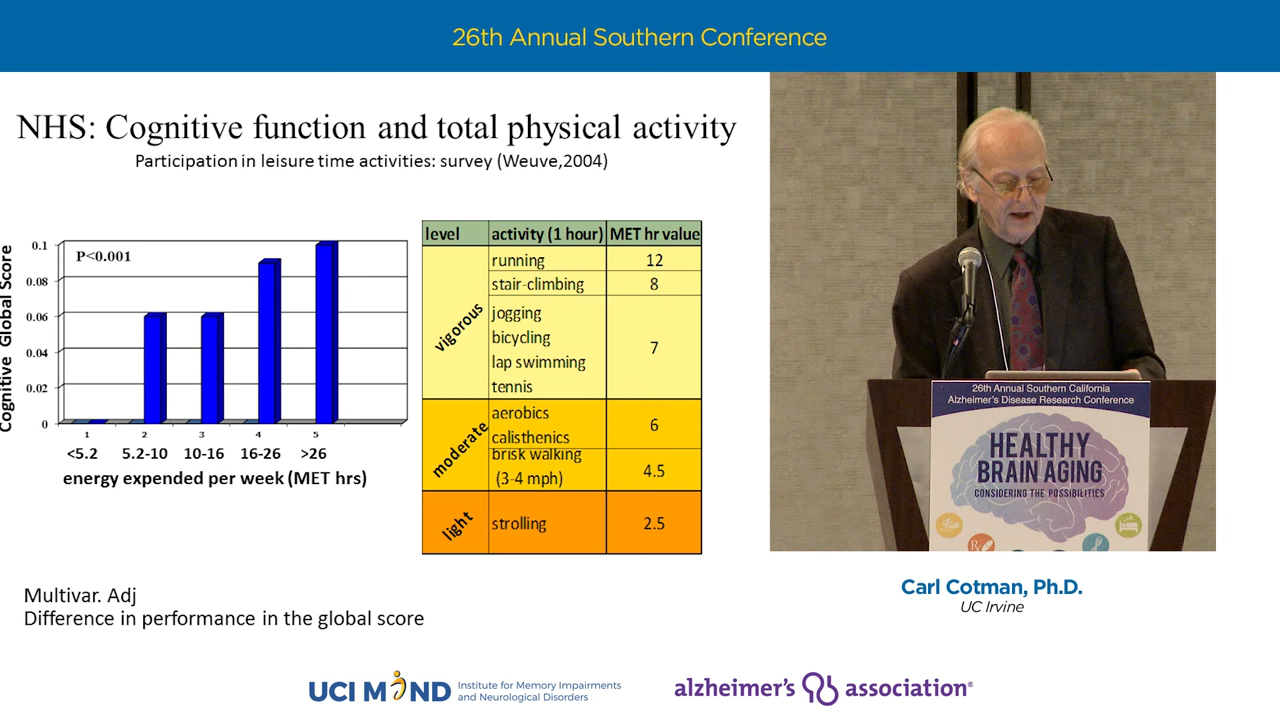 26th Annual Southern Conference
NHS: Cognitive function and total physical activity
Participation in leisure time activities: survey (Weuve,2004)
Cognitive Global Score
P<0.001
0.1
0.08
0.06
0.04
0.02
0
1 2 3 4 5
<5.2 5.2-10 10-16 16-26 >26
energy expended per week (MET hrs)
level activity (1 hour) MET hr value
vigorous
running 12
stair-climbing 8
jogging
bicycling
lap swimming
tennis
7
moderate
aerobics
calisthenics
6
brisk walking
(3-4 mph)
4.5
light
strolling 2.5
Multivar. Adj
Difference in performance in the global score
26th Annual Southern California
Alzheimer's Disease Research Conference
HEALTHY
BRAIN AGING
CONSIDERING THE POSSIBILITIES
Rx
Carl Cotman, Ph.D.
UC Irvine
UCI MIND
Institute for Memory Impairments
and Neurological Disorders
alzheimer's association®